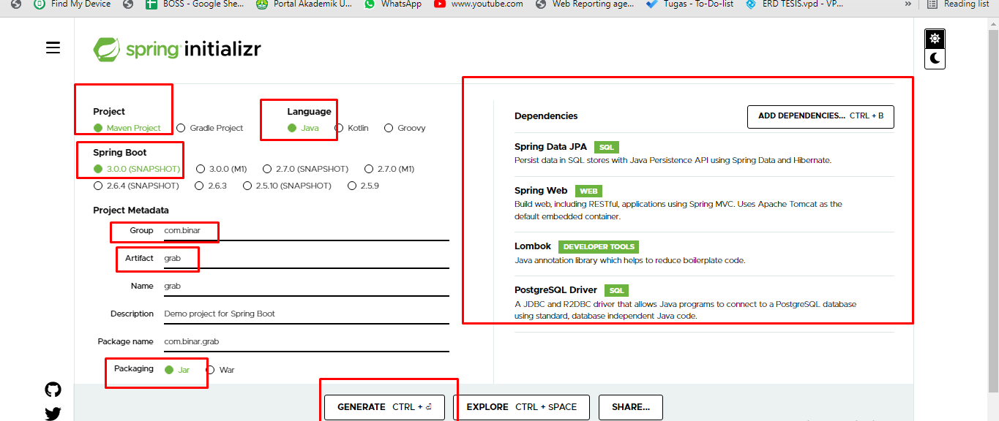 Find My Device
BOSS - Google She...
Portal Akademik U...
WhatsApp
www.youtube.com
Web Reporting age...
Tugas - To-Do-list
ERD TESIS.vpd - VP...
»
Reading list
spring initializr
Project
Maven Project Gradle Project
Language
Java Kotlin Groovy
Spring Boot
3.0.0 (SNAPSHOT) 3.0.0 (M1) 2.7.0 (SNAPSHOT) 2.7.0 (M1)
2.6.4 (SNAPSHOT) 2.6.3 2.5.10 (SNAPSHOT) 2.5.9
Project Metadata
Group com.binar
Artifact grab
Name grab
Description Demo project for Spring Boot
Package name com.binar.grab
Packaging Jar War
Dependencies
ADD DEPENDENCIES... CTRL + B
Spring Data JPA SQL
Persist data in SQL stores with Java Persistence API using Spring Data and Hibernate.
Spring Web WEB
Build web, including RESTful, applications using Spring MVC. Uses Apache Tomcat as the
default embedded container.
Lombok DEVELOPER TOOLS
Java annotation library which helps to reduce boilerplate code.
PostgreSQL Driver SQL
A JDBC and R2DBC driver that allows Java programs to connect to a PostgreSQL database
using standard, database independent Java code.
GENERATE CTRL + ⏎
EXPLORE CTRL + SPACE
SHARE...